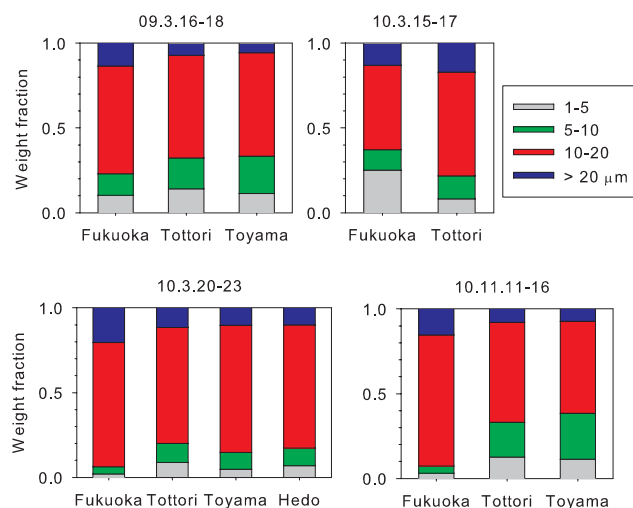 09.3.16-18
10.3.15-17
Weight fraction
1.0
0.5
0.0
Fukuoka Tottori Toyama
1.0
0.5
0.0
Fukuoka Tottori
1-5
5-10
10-20
> 20 μm
10.3.20-23
10.11.11-16
Weight fraction
1.0
0.5
0.0
Fukuoka Tottori Toyama Hedo
1.0
0.5
0.0
Fukuoka Tottori Toyama